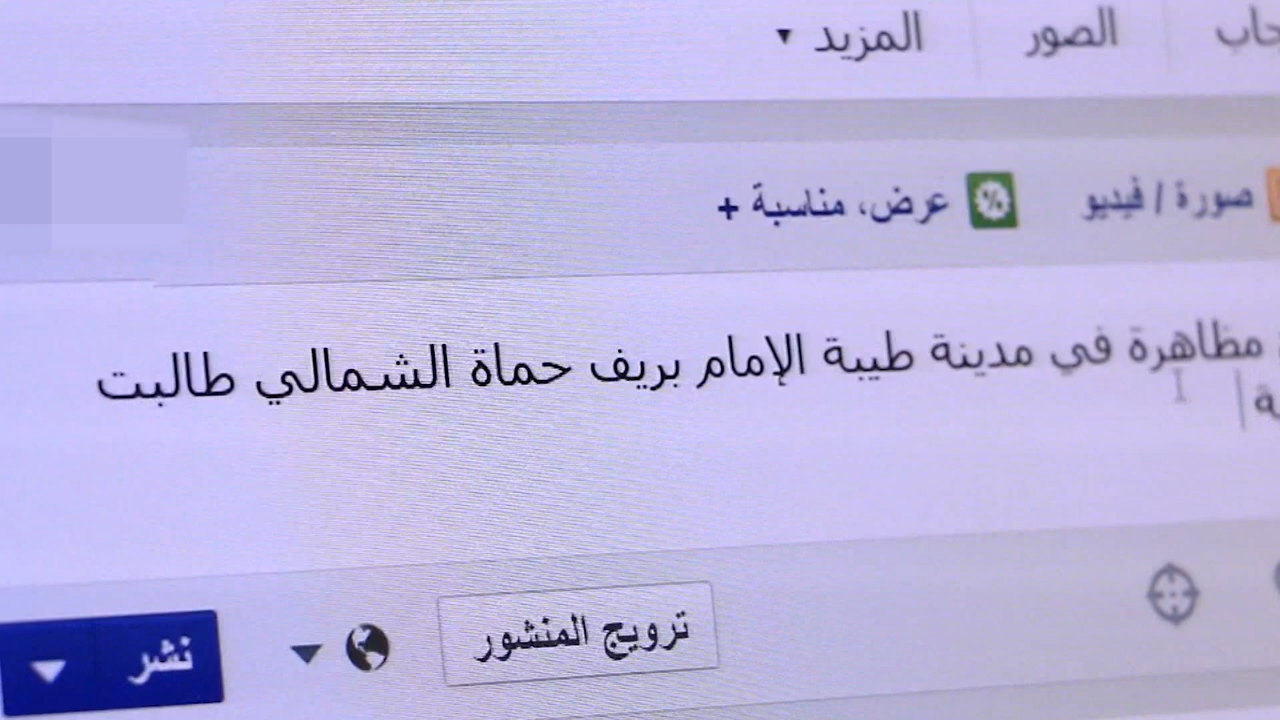 الصور المزيد
صورة / فيديو عرض، مناسبة +
مظاهرة في مدينة طيبة الإمام بريف حماة الشمالي طالبت
ترويج المنشور نشر